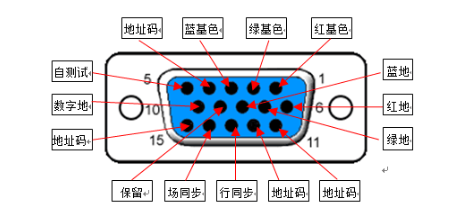 地址码 蓝基色 绿基色 红基色
自测试 5 1 蓝地
数字地 10 6 红地
地址码 15 11 绿地
保留 场同步 行同步 地址码 地址码